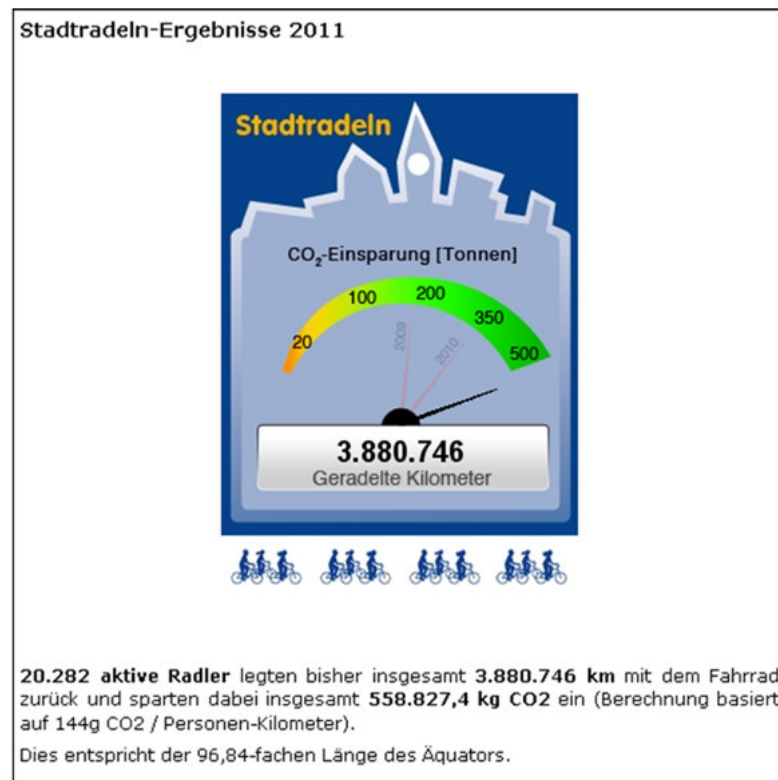 Stadtradeln-Ergebnisse 2011
Stadtradeln
CO₂-Einsparung [Tonnen]
20
100
200
350
500
2009
2010
3.880.746
Geradelte Kilometer
20.282 aktive Radler legten bisher insgesamt 3.880.746 km mit dem Fahrrad
zurück und sparten dabei insgesamt 558.827,4 kg CO2 ein (Berechnung basiert
auf 144g CO2 / Personen-Kilometer).
Dies entspricht der 96,84-fachen Länge des Äquators.